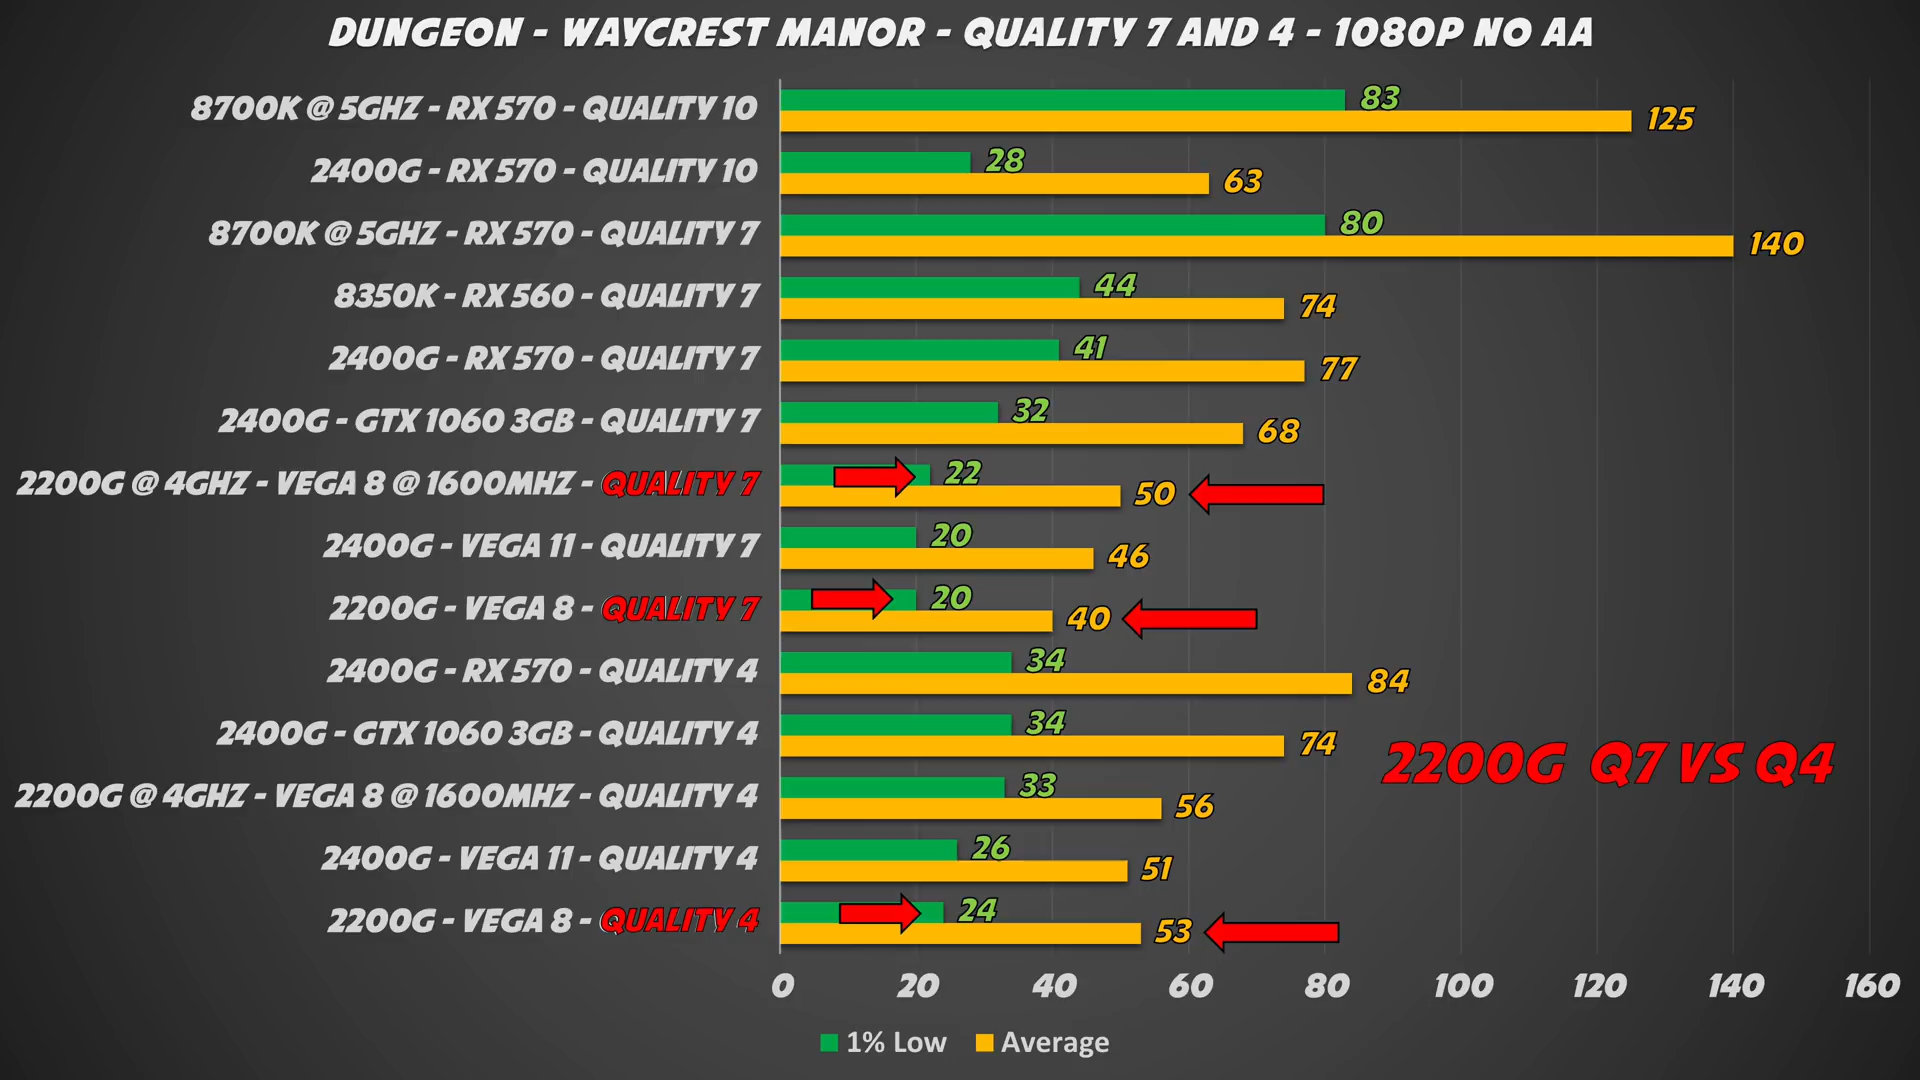 DUNGEON - WAYCREST MANOR - QUALITY 7 AND 4 - 1080P NO AA
8700K @ 5GHZ - RX 570 - QUALITY 10
83
125
2400G - RX 570 - QUALITY 10
28
63
8700K @ 5GHZ - RX 570 - QUALITY 7
80
140
8350K - RX 560 - QUALITY 7
44
74
2400G - RX 570 - QUALITY 7
41
77
2400G - GTX 1060 3GB - QUALITY 7
32
68
2200G @ 4GHZ - VEGA 8 @ 1600MHZ - QUALITY 7
22
50
2400G - VEGA 11 - QUALITY 7
20
46
2200G - VEGA 8 - QUALITY 7
20
40
2400G - RX 570 - QUALITY 4
34
84
2400G - GTX 1060 3GB - QUALITY 4
34
74
2200G Q7 VS Q4
2200G @ 4GHZ - VEGA 8 @ 1600MHZ - QUALITY 4
33
56
2400G - VEGA 11 - QUALITY 4
26
51
2200G - VEGA 8 - QUALITY 4
24
53
0 20 40 60 80 100 120 140 160
1% Low Average